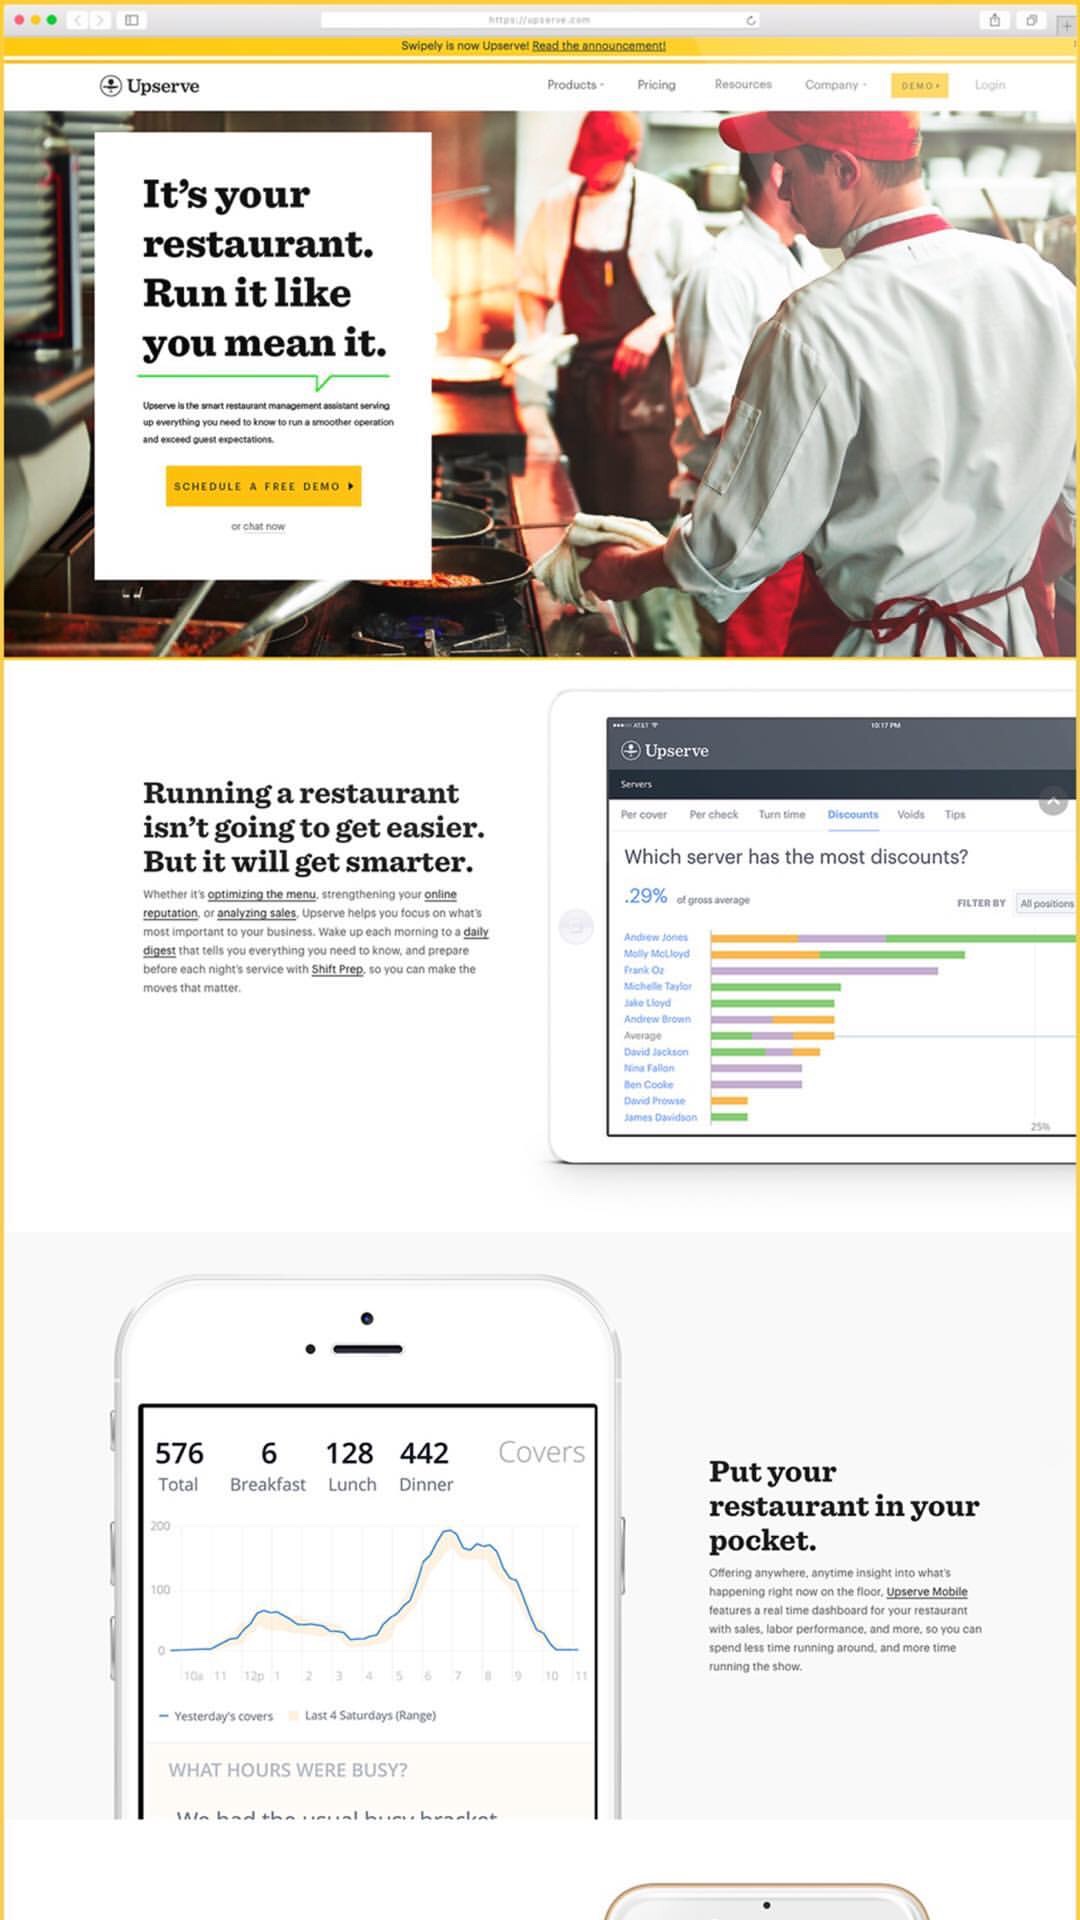 https://upserve.com
Swipely is now Upserve! Read the announcement!
Upserve
Products
Pricing
Resources
Company
DEMO
Login
It's your
restaurant.
Run it like
you mean it.
Upserve is the smart restaurant management assistant serving
up everything you need to know to run a smoother operation
and exceed guest expectations.
SCHEDULE A FREE DEMO
or chat now
Running a restaurant
isn't going to get easier.
But it will get smarter.
Whether it's optimizing the menu, strengthening your online
reputation, or analyzing sales, Upserve helps you focus on what's
most important to your business. Wake up each morning to a daily
digest that tells you everything you need to know, and prepare
before each night's service with Shift Prep, so you can make the
moves that matter.
AT&T
10:17 PM
Upserve
Servers
Per cover
Per check
Turn time
Discounts
Voids
Tips
Which server has the most discounts?
.29% of gross average
FILTER BY
All positions
Andrew Jones
Molly McLloyd
Frank Oz
Michelle Taylor
Jake Lloyd
Andrew Brown
Average
David Jackson
Nina Fallon
Ben Cooke
David Prowse
James Davidson
25%
576 6 128 442 Covers
Total Breakfast Lunch Dinner
200
100
0
10a 11 12p 1 2 3 4 5 6 7 8 9 10 11
Yesterday's covers
Last 4 Saturdays (Range)
WHAT HOURS WERE BUSY?
We had the usual busy bracket
Put your
restaurant in your
pocket.
Offering anywhere, anytime insight into what's
happening right now on the floor, Upserve Mobile
features a real time dashboard for your restaurant
with sales, labor performance, and more, so you can
spend less time running around, and more time
running the show.